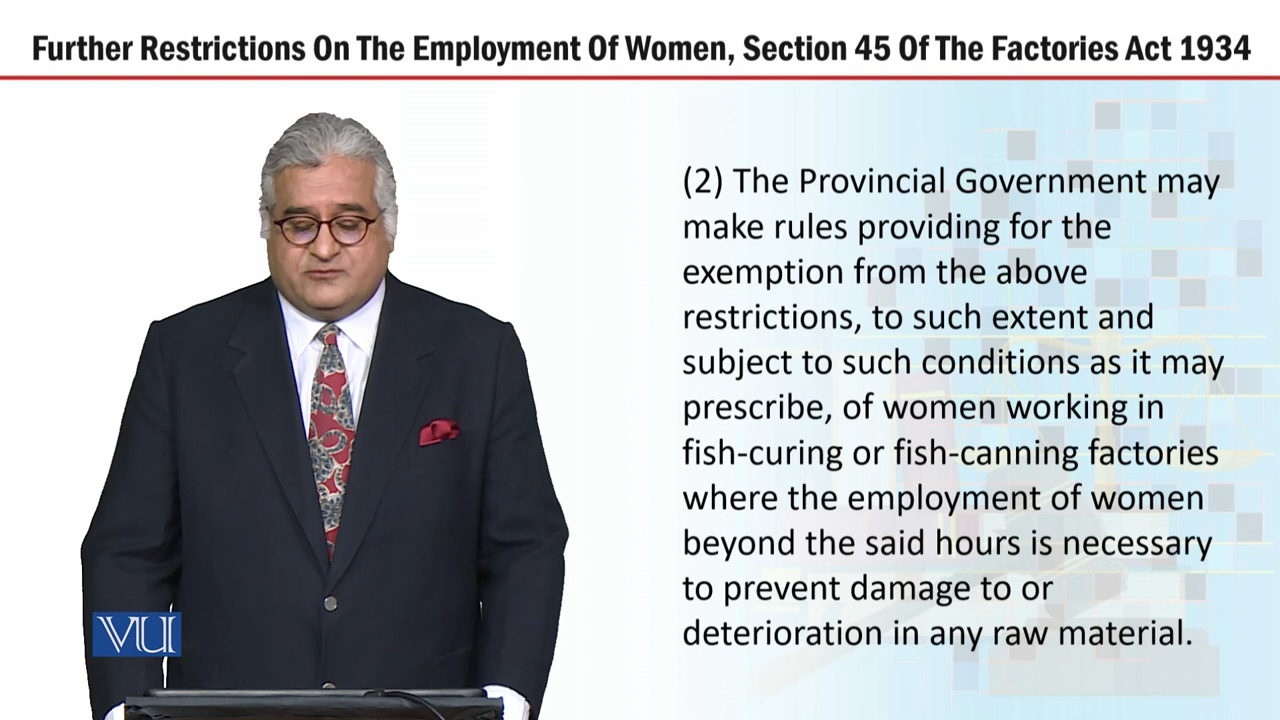 Further Restrictions On The Employment Of Women, Section 45 Of The Factories Act 1934
(2) The Provincial Government may
make rules providing for the
exemption from the above
restrictions, to such extent and
subject to such conditions as it may
prescribe, of women working in
fish-curing or fish-canning factories
where the employment of women
beyond the said hours is necessary
to prevent damage to or
deterioration in any raw material.
VU